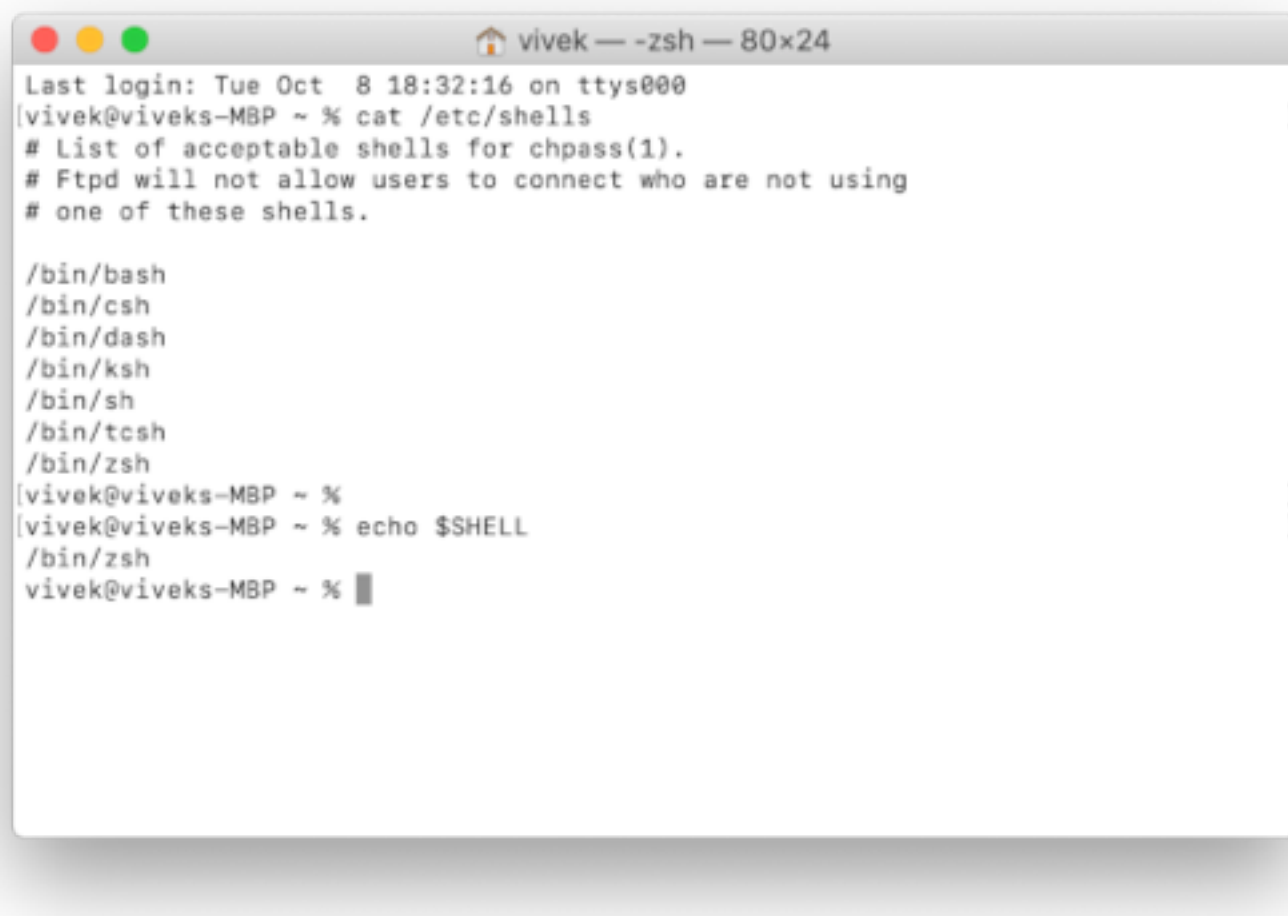 vivek — -zsh — 80×24
Last login: Tue Oct  8 18:32:16 on ttys000
[vivek@viveks-MBP ~ % cat /etc/shells
# List of acceptable shells for chpass(1).
# Ftpd will not allow users to connect who are not using
# one of these shells.

/bin/bash
/bin/csh
/bin/dash
/bin/ksh
/bin/sh
/bin/tcsh
/bin/zsh
[vivek@viveks-MBP ~ %
[vivek@viveks-MBP ~ % echo $SHELL
/bin/zsh
vivek@viveks-MBP ~ %